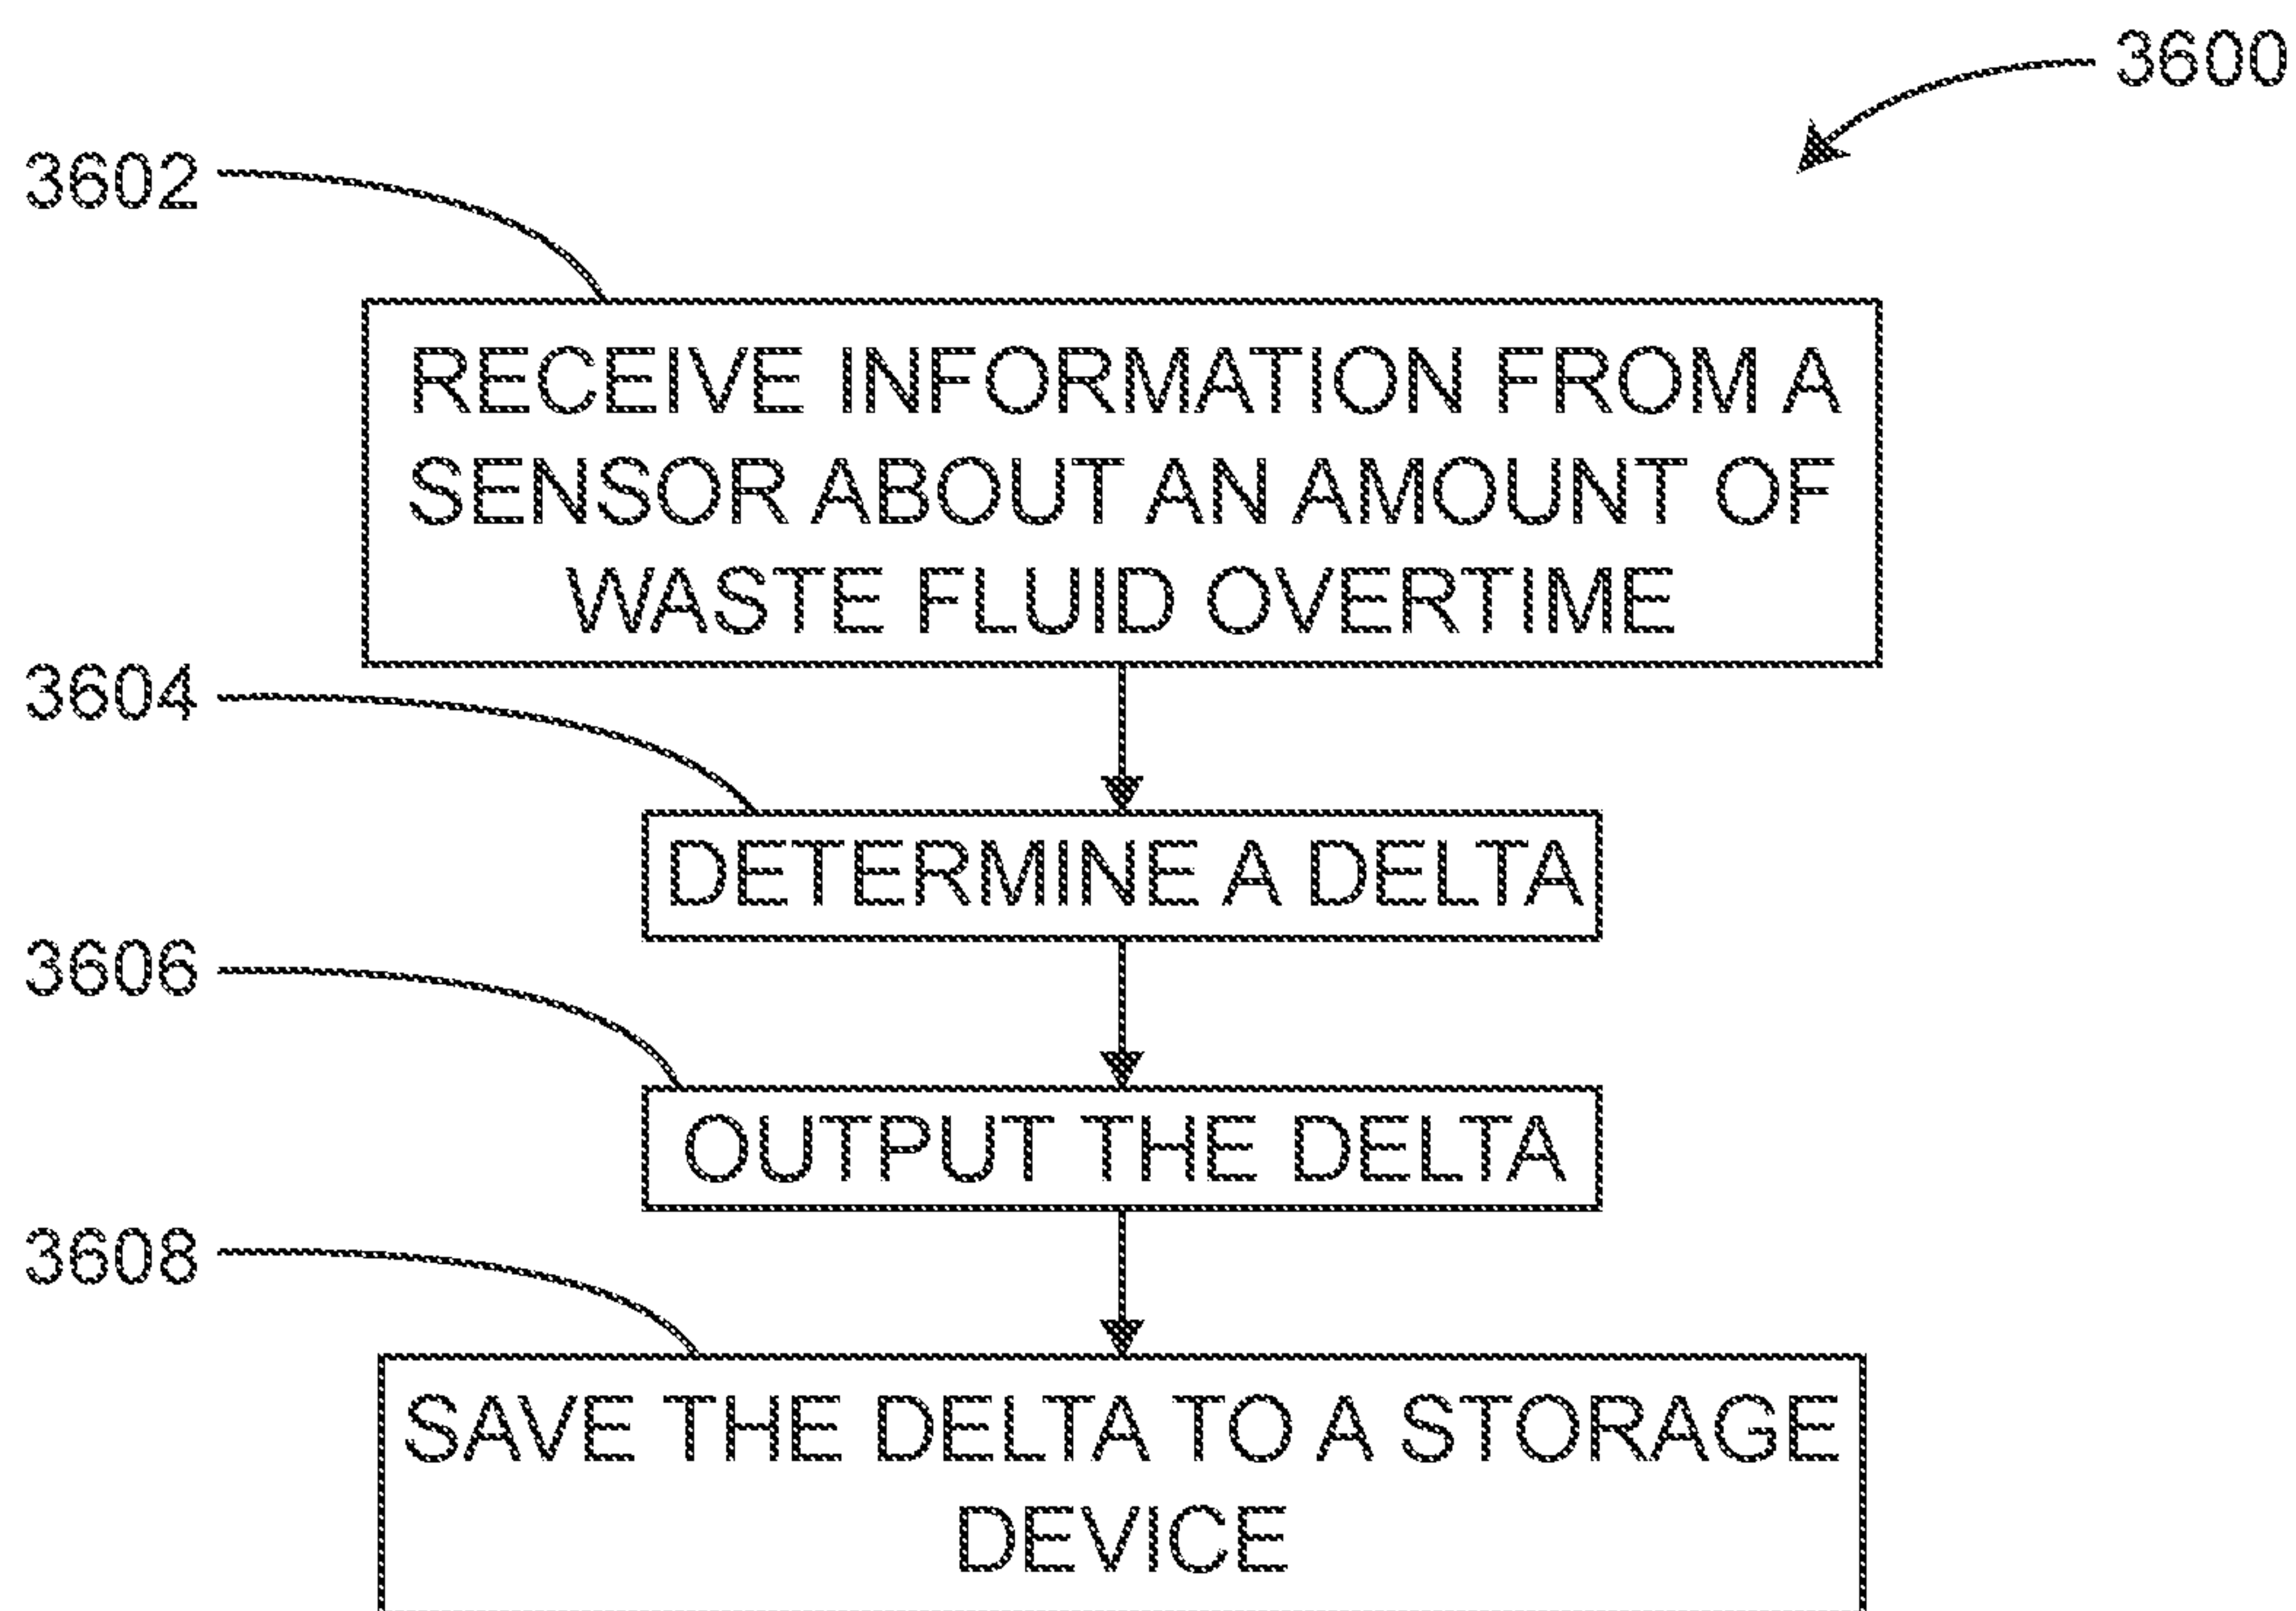 3600
3602
RECEIVE INFORMATION FROM A
SENSOR ABOUT AN AMOUNT OF
WASTE FLUID OVERTIME
3604
DETERMINE A DELTA
3606
OUTPUT THE DELTA
3608
SAVE THE DELTA TO A STORAGE
DEVICE